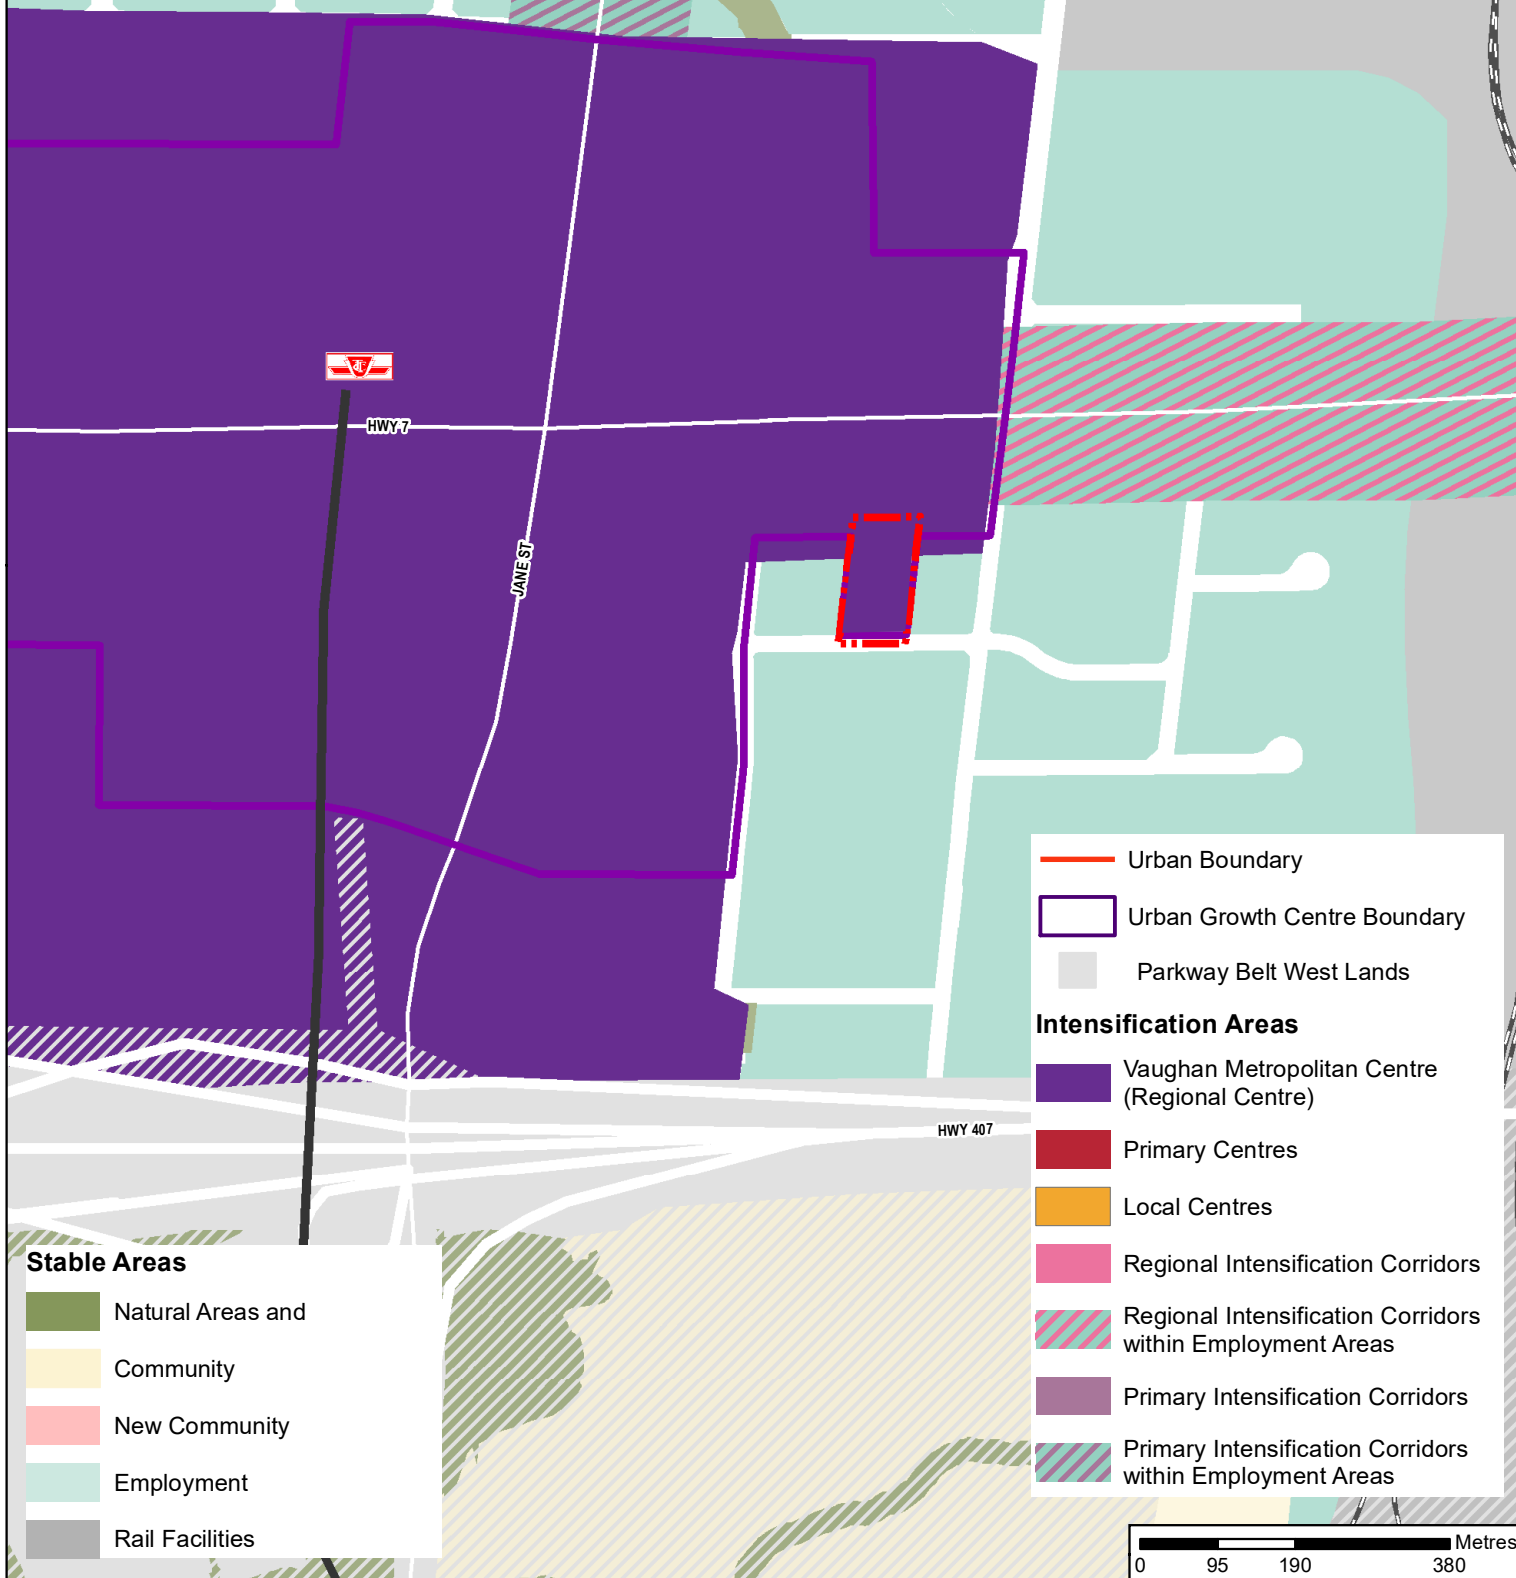 HWY 7
JANE ST
HWY 407
Urban Boundary
Urban Growth Centre Boundary
Parkway Belt West Lands
Intensification Areas
Vaughan Metropolitan Centre
(Regional Centre)
Primary Centres
Local Centres
Regional Intensification Corridors
Regional Intensification Corridors
within Employment Areas
Primary Intensification Corridors
Primary Intensification Corridors
within Employment Areas
Stable Areas
Natural Areas and
Community
New Community
Employment
Rail Facilities
Metres
0 95 190 380